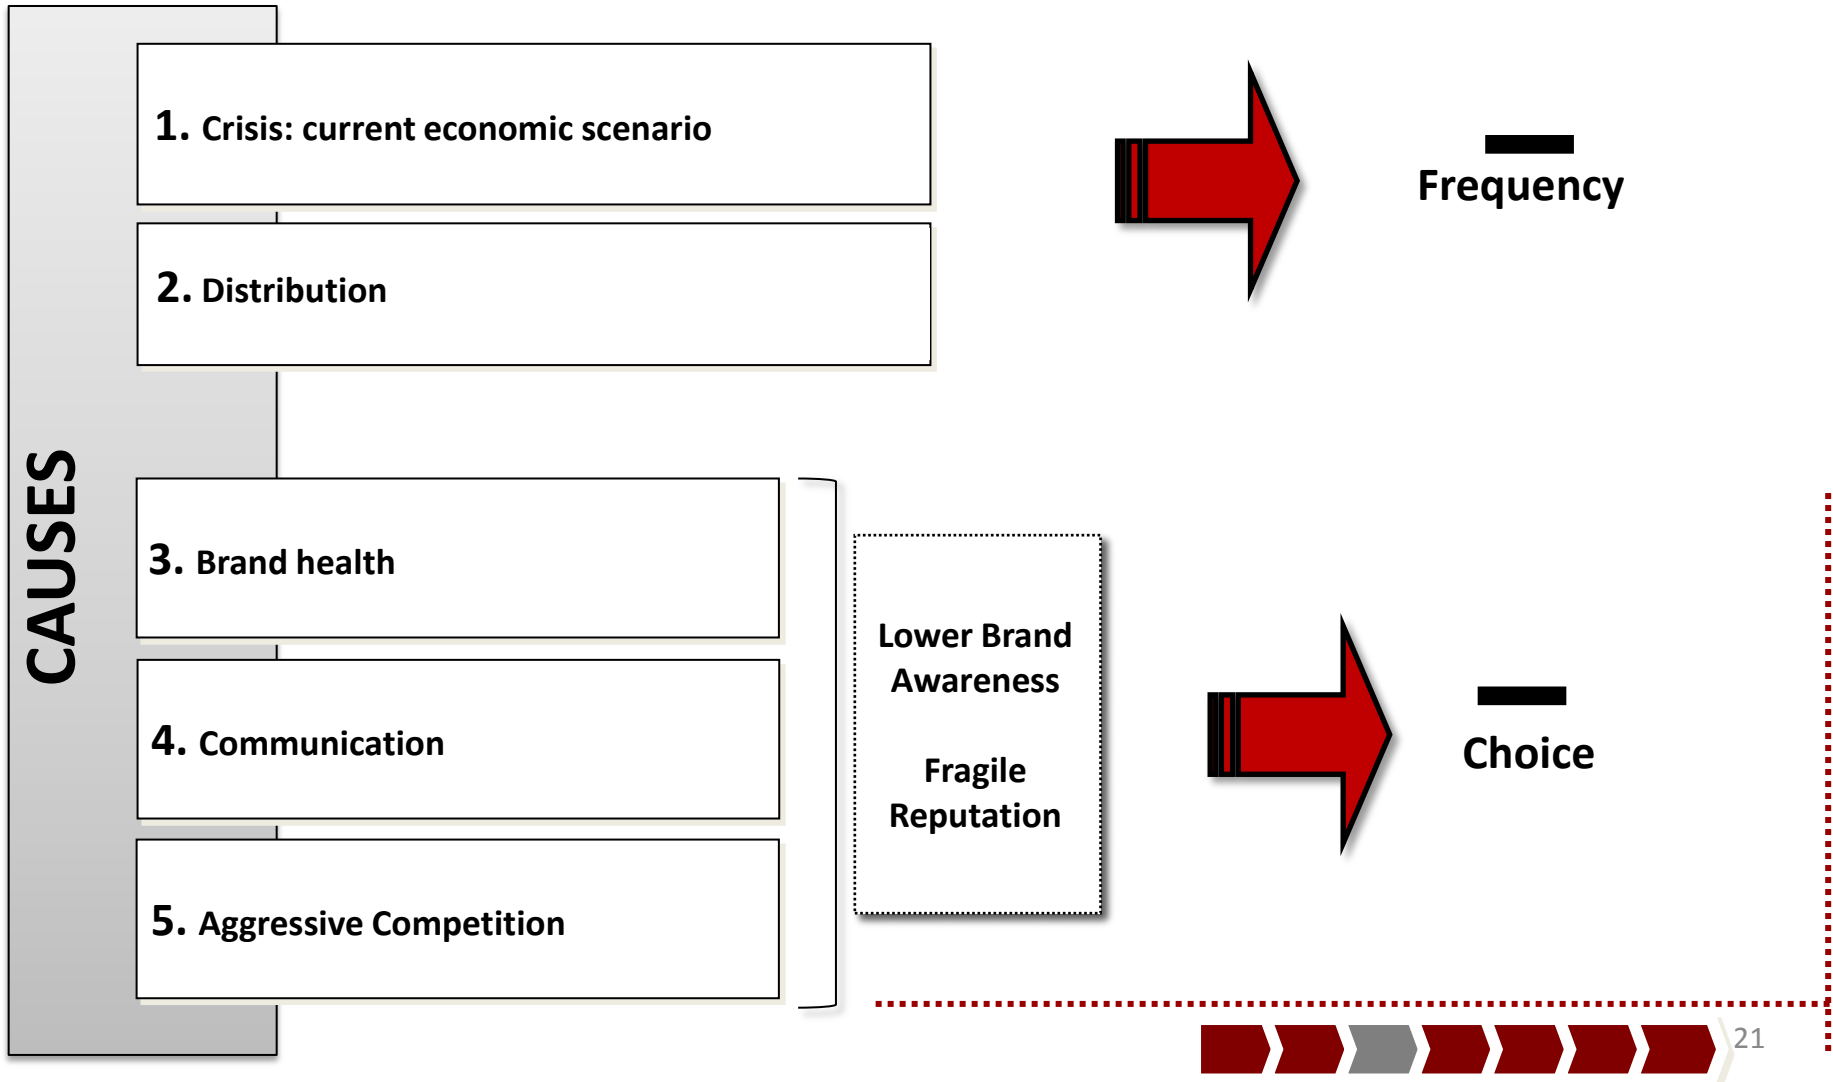 CAUSES
1. Crisis: current economic scenario
2. Distribution
Frequency
3. Brand health
4. Communication
5. Aggressive Competition
Lower Brand
Awareness
Fragile
Reputation
Choice
21